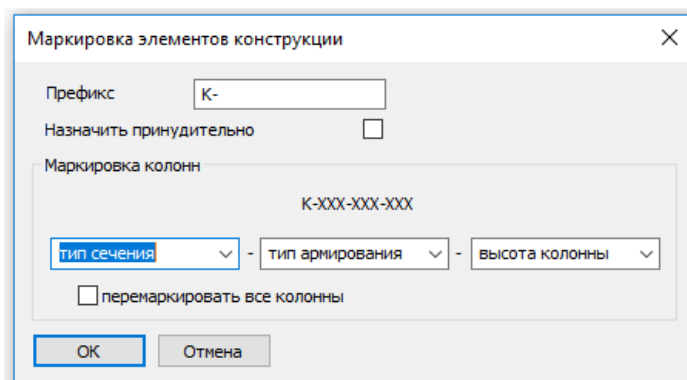 Маркировка элементов конструкции
Префикс К-
Назначить принудительно
Маркировка колонн
К-XXX-XXX-XXX
тип сечения - тип армирования - высота колонны
перемаркировать все колонны
ОК Отмена